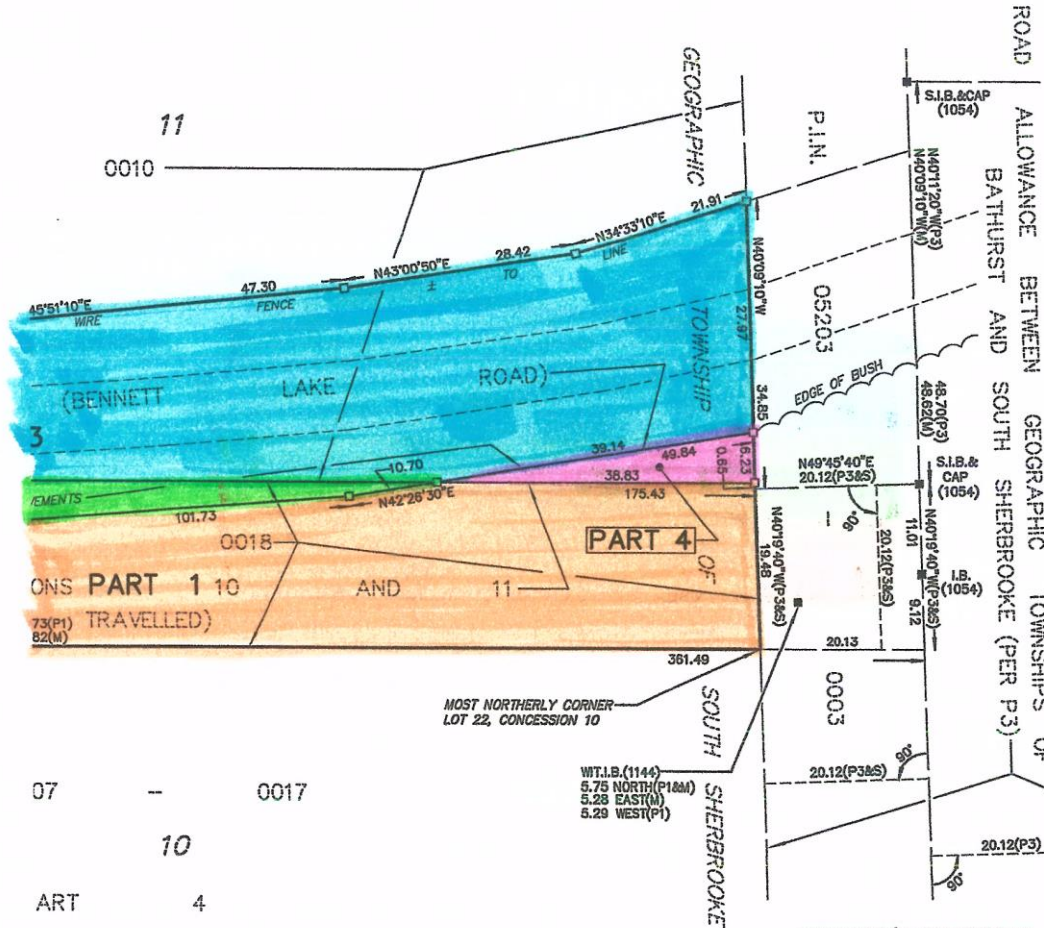 11
0010
GEOGRAPHIC
TOWNSHIP
OF
SOUTH
SHERBROOKE
P.I.N.
05203
-
0003
ROAD ALLOWANCE BETWEEN GEOGRAPHIC TOWNSHIPS OF
BATHURST AND SOUTH SHERBROOKE (PER P3)
S.I.B.&CAP
(1054)
N40°11'20"W(P3)
N40°09'10"W(M)
21.91
N34°33'10"E
28.42
N43°00'50"E
47.30
45°51'10"E
WIRE FENCE ± TO LINE
N40°09'10"W
27.97
34.85
EDGE OF BUSH
48.70(P3)
48.62(M)
(BENNETT LAKE ROAD)
3
39.14
49.84
6.23
0.65
38.83
175.43
10.70
N42°26'30"E
EMENTS
101.73
N49°45'40"E
20.12(P3&S)
S.I.B.&
CAP
(1054)
90°
20.12(P3&S)
11.01
N40°19'40"W(P3&S)
I.B.
(1054)
9.12
N40°19'40"W(P3&S)
19.48
0018
PART 4
ONS PART 1 10 AND 11
TRAVELLED)
73(P1)
82(M)
20.13
361.49
MOST NORTHERLY CORNER
LOT 22, CONCESSION 10
WIT.I.B.(1144)
5.75 NORTH(P1&M)
5.28 EAST(M)
5.29 WEST(P1)
90°
20.12(P3&S)
20.12(P3)
90°
07 - 0017
10
ART 4